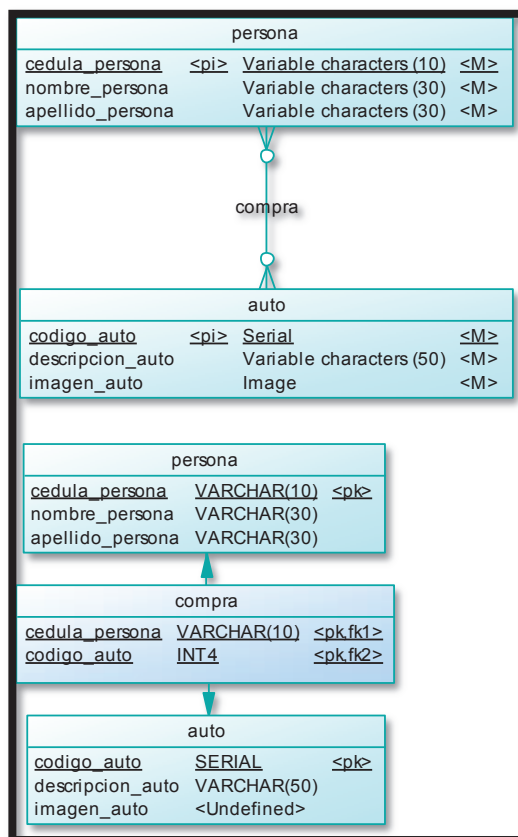 persona
cedula_persona <pi> Variable characters (10) <M>
nombre_persona Variable characters (30) <M>
apellido_persona Variable characters (30) <M>
compra
auto
codigo_auto <pi> Serial <M>
descripcion_auto Variable characters (50) <M>
imagen_auto Image <M>
persona
cedula_persona VARCHAR(10) <pk>
nombre_persona VARCHAR(30)
apellido_persona VARCHAR(30)
compra
cedula_persona VARCHAR(10) <pk,fk1>
codigo_auto INT4 <pk,fk2>
auto
codigo_auto SERIAL <pk>
descripcion_auto VARCHAR(50)
imagen_auto <Undefined>